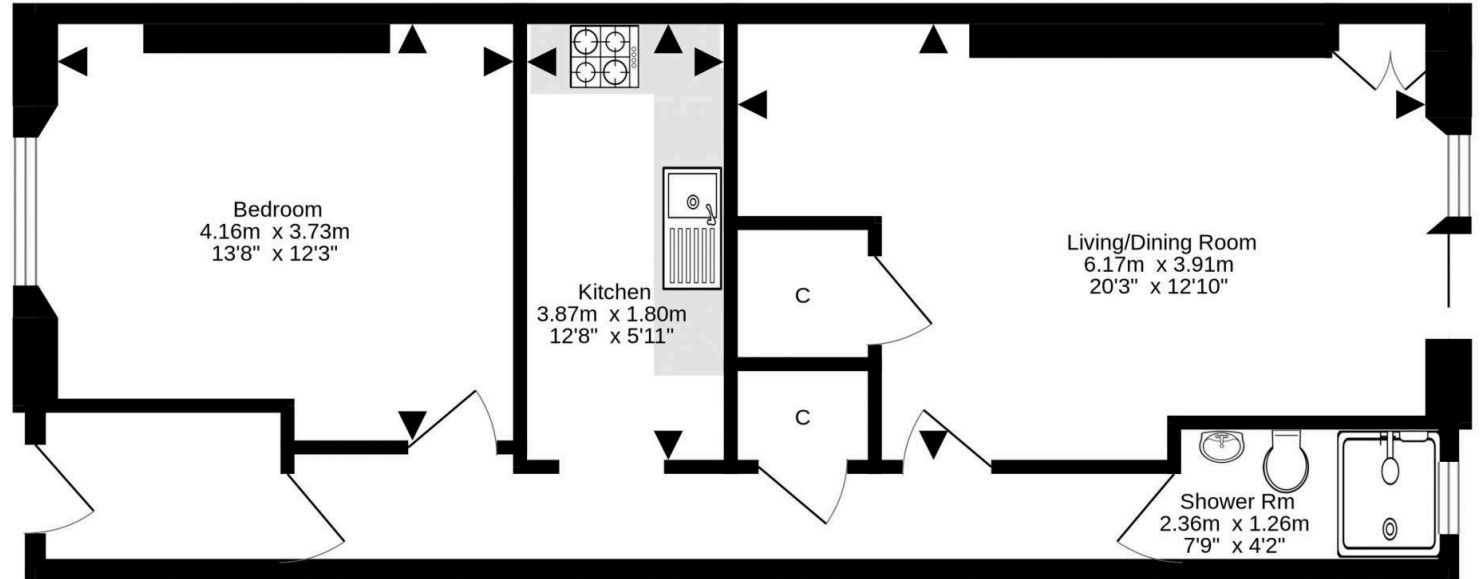 Bedroom
4.16m x 3.73m
13'8" x 12'3"
Kitchen
3.87m x 1.80m
12'8" x 5'11"
C
C
Living/Dining Room
6.17m x 3.91m
20'3" x 12'10"
Shower Rm
2.36m x 1.26m
7'9" x 4'2"